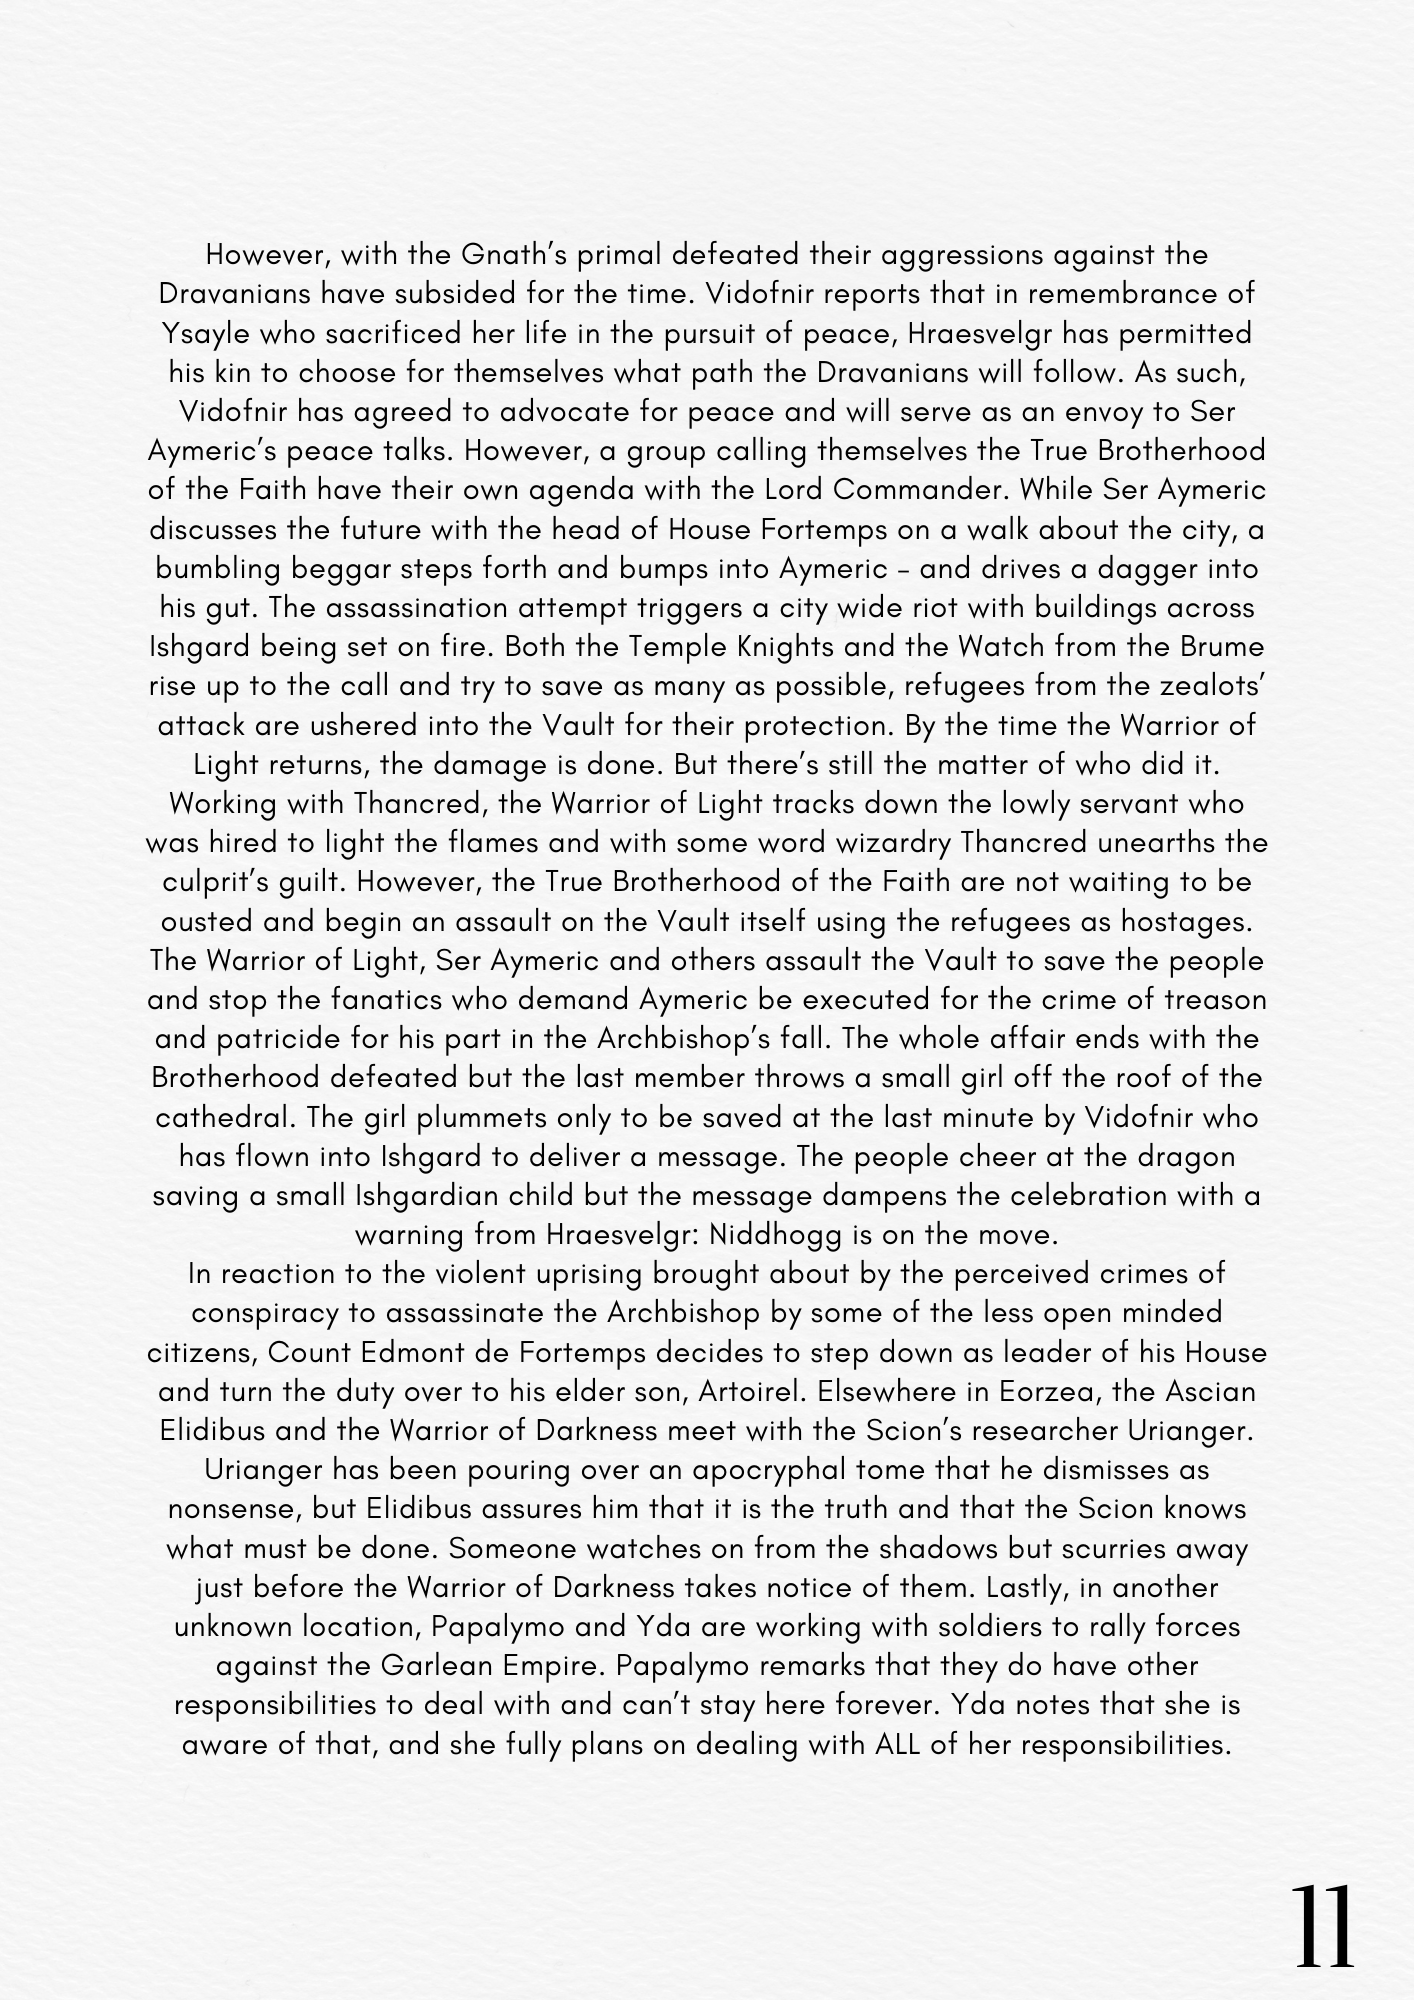 However, with the Gnath’s primal defeated their aggressions against the
Dravanians have subsided for the time. Vidofnir reports that in remembrance of
Ysayle who sacrificed her life in the pursuit of peace, Hraesvelgr has permitted
his kin to choose for themselves what path the Dravanians will follow. As such,
Vidofnir has agreed to advocate for peace and will serve as an envoy to Ser
Aymeric’s peace talks. However, a group calling themselves the True Brotherhood
of the Faith have their own agenda with the Lord Commander. While Ser Aymeric
discusses the future with the head of House Fortemps on a walk about the city, a
bumbling beggar steps forth and bumps into Aymeric – and drives a dagger into
his gut. The assassination attempt triggers a city wide riot with buildings across
Ishgard being set on fire. Both the Temple Knights and the Watch from the Brume
rise up to the call and try to save as many as possible, refugees from the zealots’
attack are ushered into the Vault for their protection. By the time the Warrior of
Light returns, the damage is done. But there’s still the matter of who did it.
Working with Thancred, the Warrior of Light tracks down the lowly servant who
was hired to light the flames and with some word wizardry Thancred unearths the
culprit’s guilt. However, the True Brotherhood of the Faith are not waiting to be
ousted and begin an assault on the Vault itself using the refugees as hostages.
The Warrior of Light, Ser Aymeric and others assault the Vault to save the people
and stop the fanatics who demand Aymeric be executed for the crime of treason
and patricide for his part in the Archbishop’s fall. The whole affair ends with the
Brotherhood defeated but the last member throws a small girl off the roof of the
cathedral. The girl plummets only to be saved at the last minute by Vidofnir who
has flown into Ishgard to deliver a message. The people cheer at the dragon
saving a small Ishgardian child but the message dampens the celebration with a
warning from Hraesvelgr: Niddhogg is on the move.
In reaction to the violent uprising brought about by the perceived crimes of
conspiracy to assassinate the Archbishop by some of the less open minded
citizens, Count Edmont de Fortemps decides to step down as leader of his House
and turn the duty over to his elder son, Artoirel. Elsewhere in Eorzea, the Ascian
Elidibus and the Warrior of Darkness meet with the Scion’s researcher Urianger.
Urianger has been pouring over an apocryphal tome that he dismisses as
nonsense, but Elidibus assures him that it is the truth and that the Scion knows
what must be done. Someone watches on from the shadows but scurries away
just before the Warrior of Darkness takes notice of them. Lastly, in another
unknown location, Papalymo and Yda are working with soldiers to rally forces
against the Garlean Empire. Papalymo remarks that they do have other
responsibilities to deal with and can’t stay here forever. Yda notes that she is
aware of that, and she fully plans on dealing with ALL of her responsibilities.
11